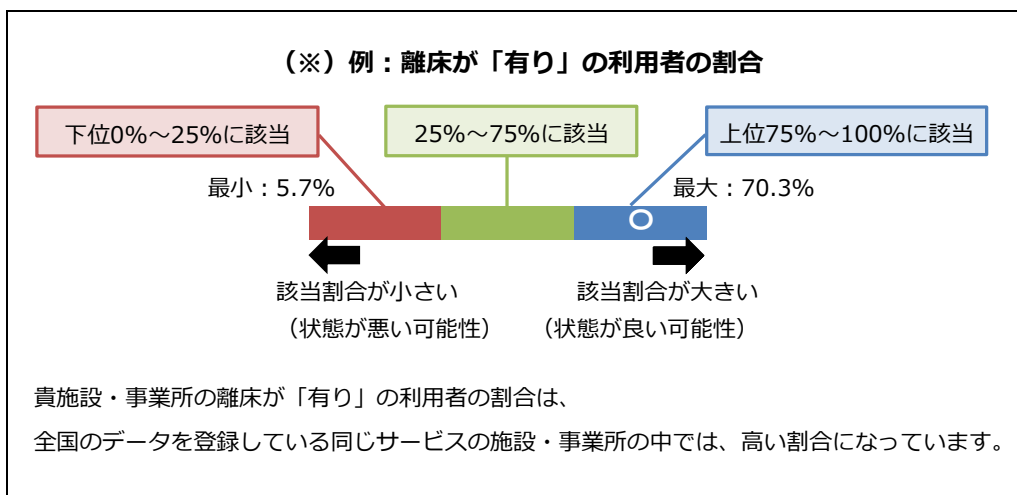 （※）例：離床が「有り」の利用者の割合
下位0%～25%に該当
25%～75%に該当
上位75%～100%に該当
最小：5.7%
最大：70.3%
該当割合が小さい
（状態が悪い可能性）
該当割合が大きい
（状態が良い可能性）
貴施設・事業所の離床が「有り」の利用者の割合は、
全国のデータを登録している同じサービスの施設・事業所の中では、高い割合になっています。